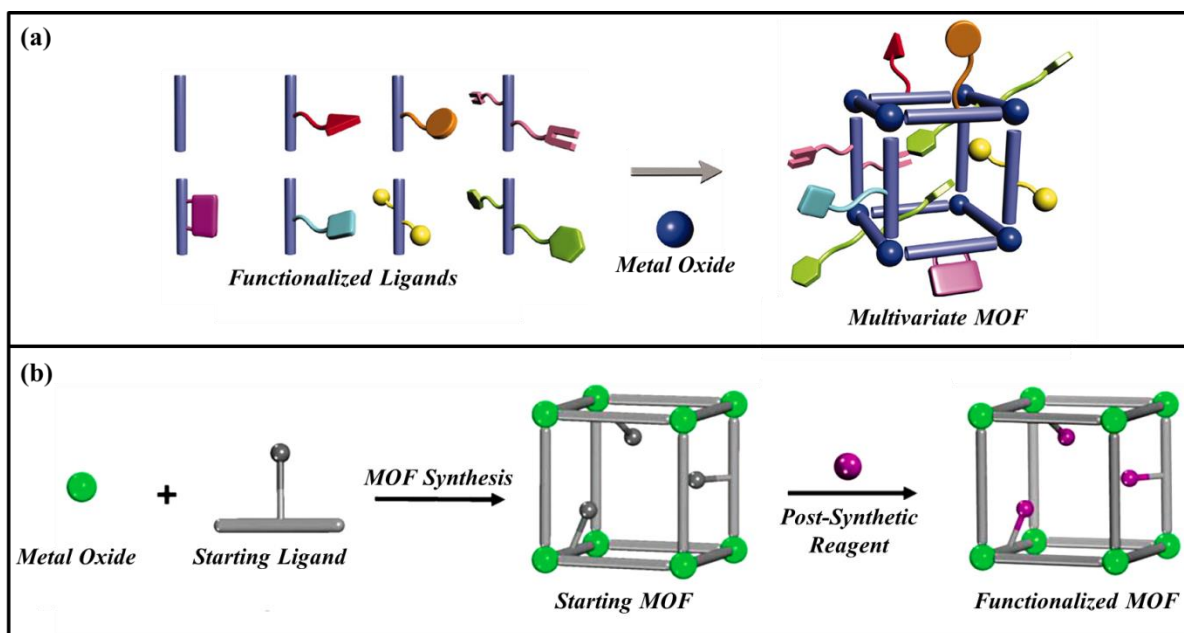 (a)
Functionalized Ligands
Metal Oxide
Multivariate MOF
(b)
Metal Oxide
+
Starting Ligand
MOF Synthesis
Starting MOF
Post-Synthetic
Reagent
Functionalized MOF